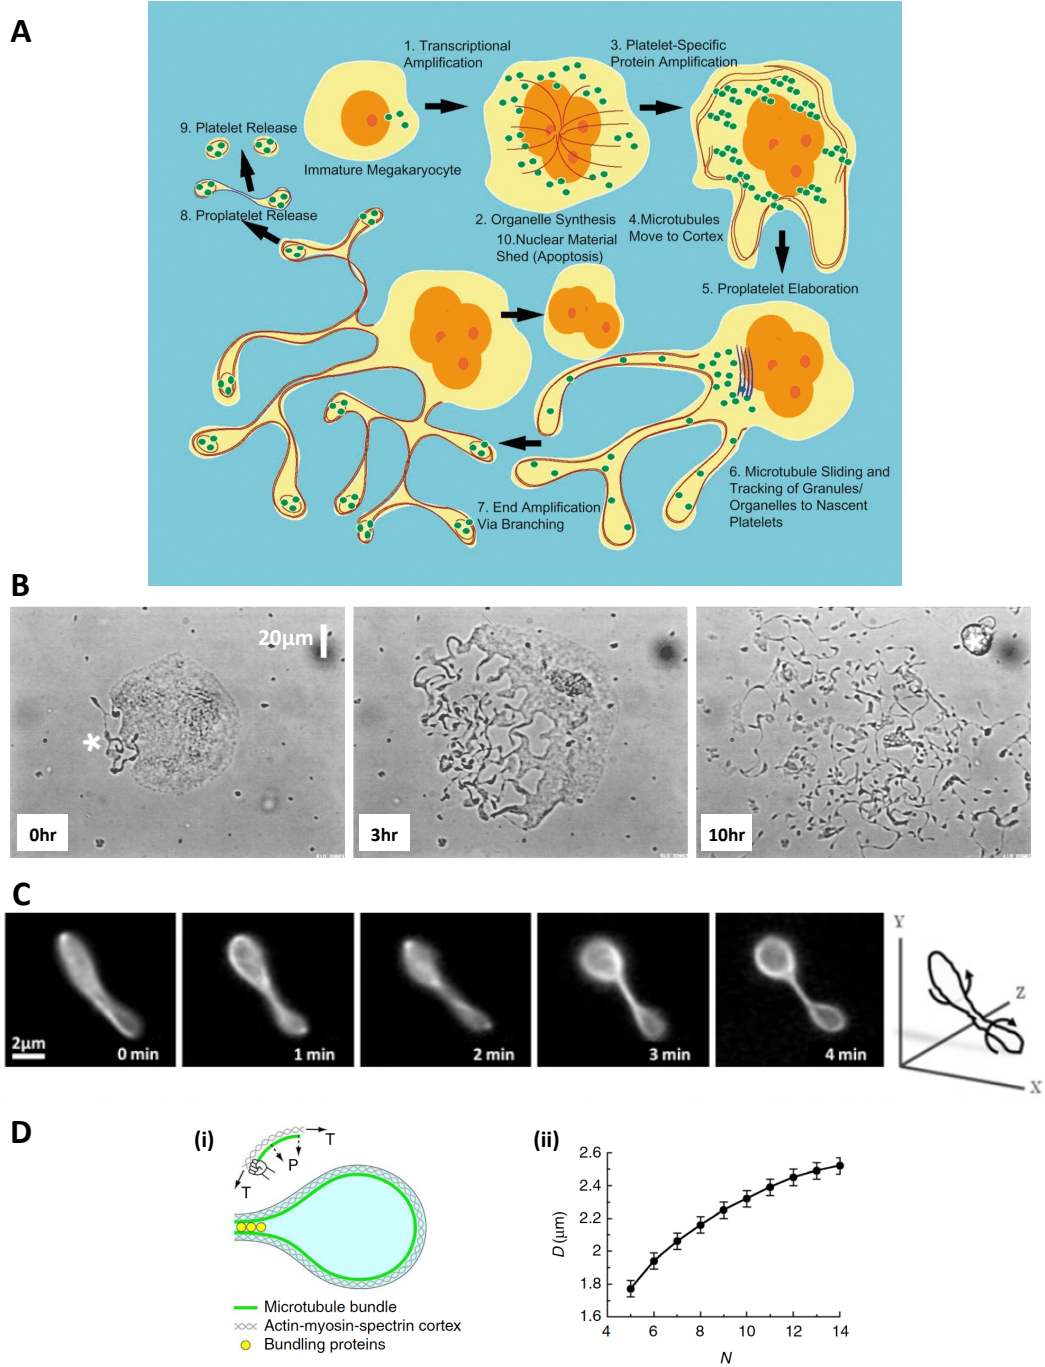 A
1. Transcriptional
Amplification
3. Platelet-Specific
Protein Amplification
9. Platelet Release
Immature Megakaryocyte
8. Proplatelet Release
2. Organelle Synthesis
10.Nuclear Material
Shed (Apoptosis)
4.Microtubules
Move to Cortex
5. Proplatelet Elaboration
6. Microtubule Sliding and
Tracking of Granules/
Organelles to Nascent
Platelets
7. End Amplification
Via Branching
B
20µm
*
0hr
3hr
10hr
*
C
2µm
0 min
1 min
2 min
3 min
4 min
Y
Z
X
D
(i)
T
P
T
Microtubule bundle
Actin-myosin-spectrin cortex
Bundling proteins
(ii)
2.6
2.4
2.2
2
1.8
1.6
D (µm)
4
6
8
10
12
14
N